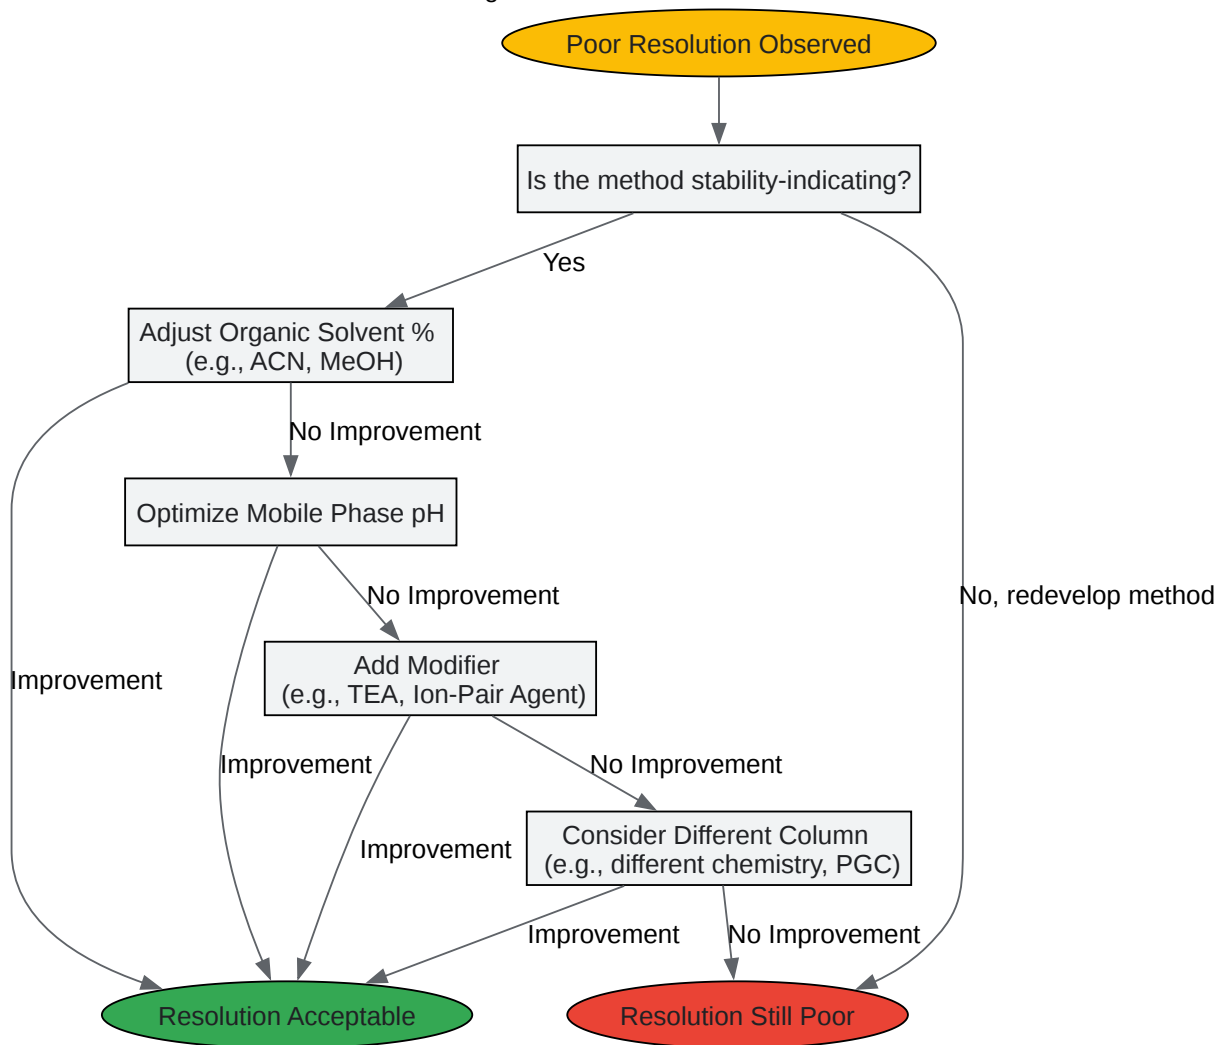 Poor Resolution Observed
Is the method stability-indicating?
Yes
Adjust Organic Solvent %
(e.g., ACN, MeOH)
No Improvement
Optimize Mobile Phase pH
No Improvement
No, redevelop method
Add Modifier
(e.g., TEA, Ion-Pair Agent)
Improvement
Improvement
No Improvement
Consider Different Column
(e.g., different chemistry, PGC)
Improvement
Improvement
No Improvement
Resolution Acceptable
Resolution Still Poor